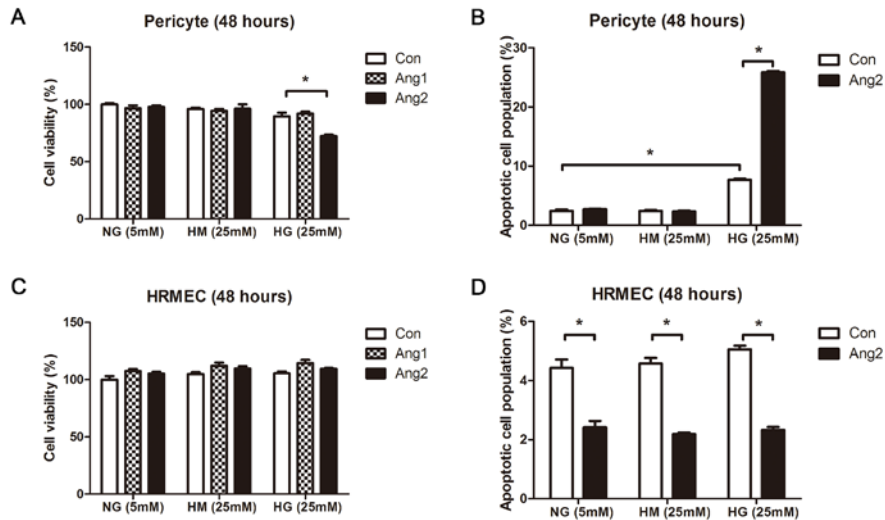 A
Pericyte (48 hours)
Cell viability (%)
150
100
50
0
*
Con
Ang1
Ang2
NG (5mM) HM (25mM) HG (25mM)
B
Pericyte (48 hours)
Apoptotic cell population (%)
30
20
10
0
*
*
Con
Ang2
NG (5mM) HM (25mM) HG (25mM)
C
HRMEC (48 hours)
Cell viability (%)
150
100
50
0
Con
Ang1
Ang2
NG (5mM) HM (25mM) HG (25mM)
D
HRMEC (48 hours)
Apoptotic cell population (%)
6
4
2
0
* * *
Con
Ang2
NG (5mM) HM (25mM) HG (25mM)